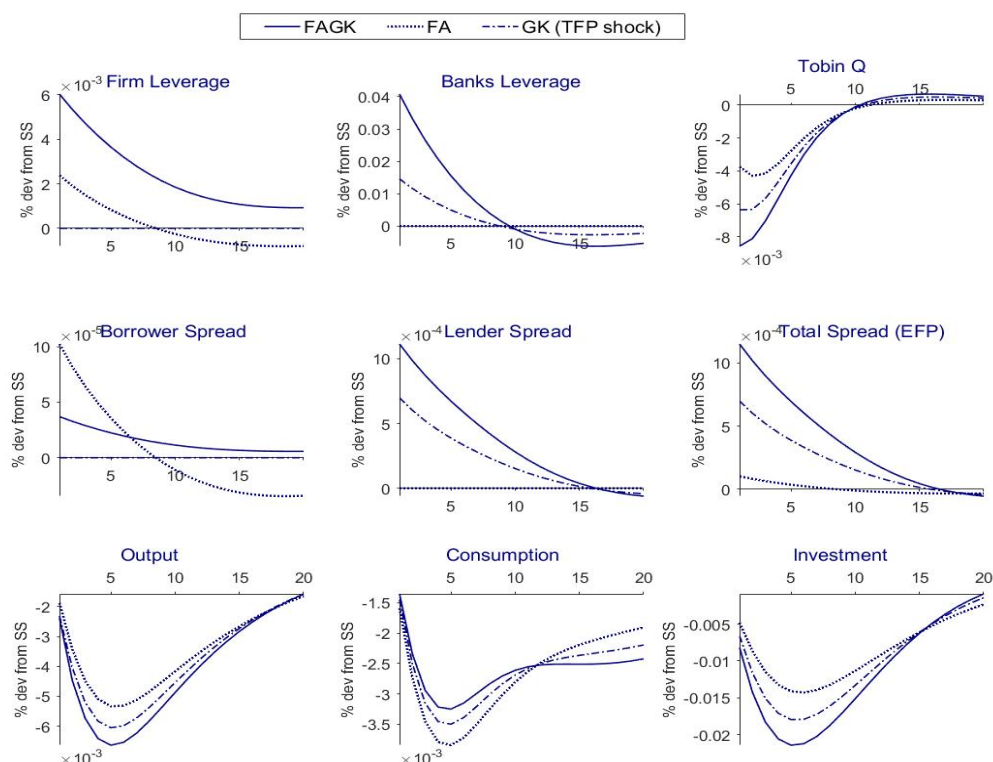 FAGK FA GK (TFP shock)
Firm Leverage
×10⁻³
6
4
2
0
5 10 15
% dev from SS
Banks Leverage
0.04
0.03
0.02
0.01
0
5 10 15
% dev from SS
Tobin Q
5 10 15
0
-2
-4
-6
-8
×10⁻³
% dev from SS
Borrower Spread
×10⁻⁵
10
5
0
5 10 15
% dev from SS
Lender Spread
×10⁻⁴
10
5
0
5 10 15
% dev from SS
Total Spread (EFP)
×10⁻⁴
10
5
0
5 10 15
% dev from SS
Output
5 10 15 20
-2
-3
-4
-5
-6
×10⁻³
% dev from SS
Consumption
5 10 15 20
-1.5
-2
-2.5
-3
-3.5
×10⁻³
% dev from SS
Investment
5 10 15 20
-0.005
-0.01
-0.015
-0.02
% dev from SS